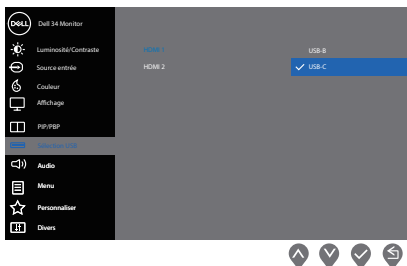 DELL
Dell 34 Monitor
Luminosité/Contraste
Source entrée
Couleur
Affichage
PIP/PBP
Sélection USB
Audio
Menu
Personnaliser
Divers
HDMI 1
HDMI 2
USB-B
USB-C